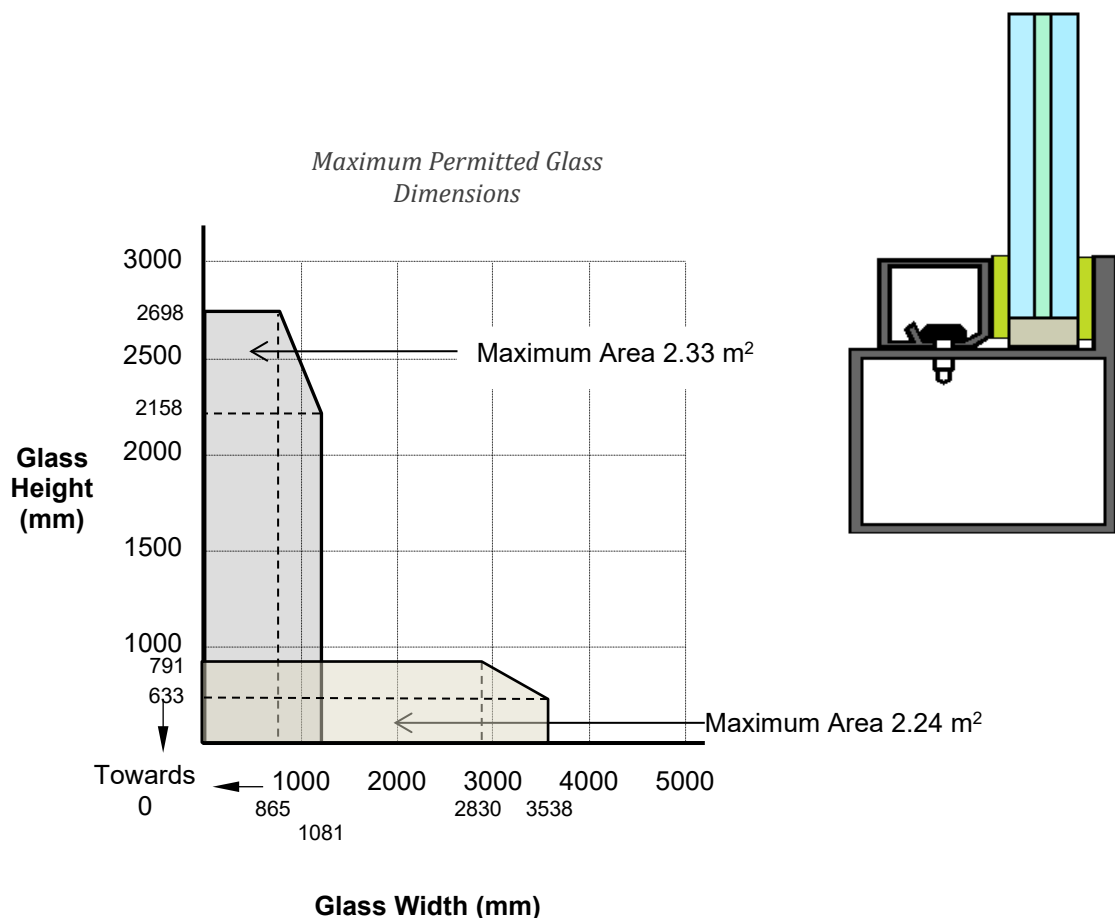 Maximum Permitted Glass
Dimensions
3000
2698
2500
Maximum Area 2.33 m²
2158
2000
Glass
Height
(mm)
1500
1000
791
633
Maximum Area 2.24 m²
Towards
0
1000 2000 3000 4000 5000
865 2830 3538
1081
Glass Width (mm)